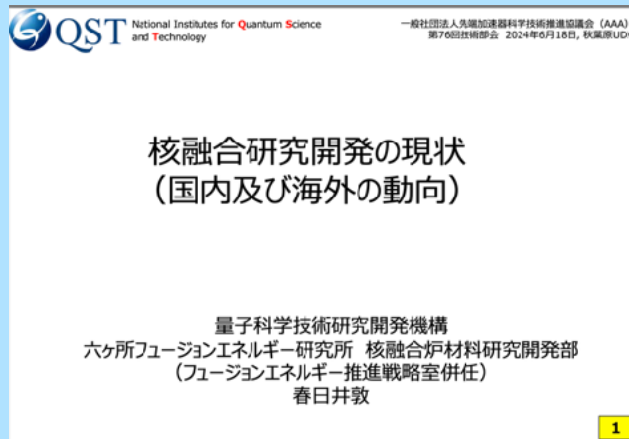 QST National Institutes for Quantum Science
and Technology
一般社団法人先端加速器科学技術推進協議会（AAA）
第76回技術部会 2024年6月18日, 秋葉原UD
核融合研究開発の現状
（国内及び海外の動向）
量子科学技術研究開発機構
六ヶ所フュージョンエネルギー研究所 核融合炉材料研究開発部
（フュージョンエネルギー推進戦略室併任）
春日井敦
1